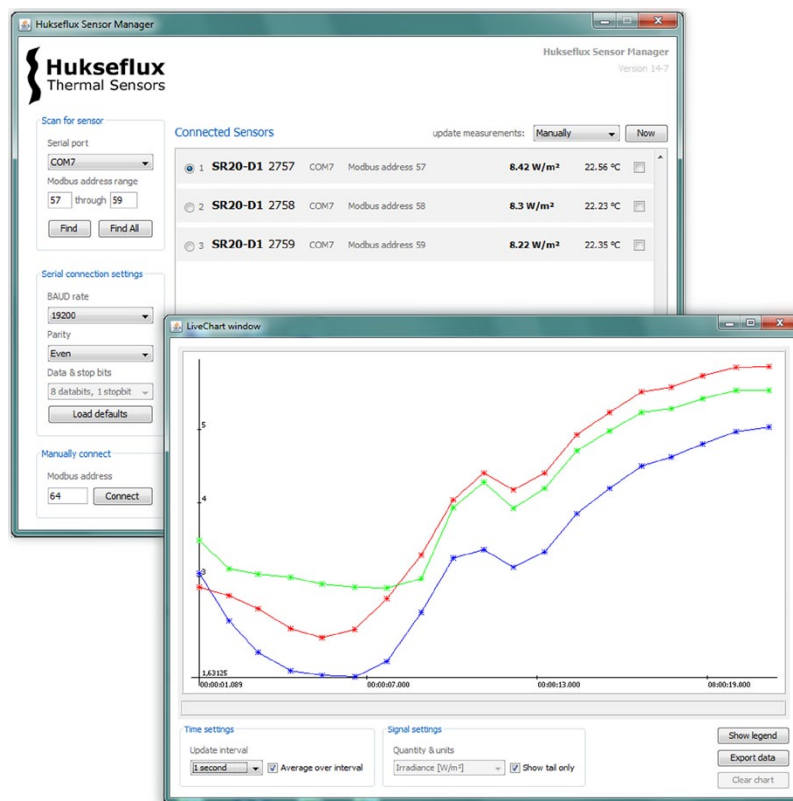 Hukseflux Sensor Manager
Hukseflux Sensor Manager
Version 14-7
Hukseflux
Thermal Sensors
Scan for sensor
Serial port
COM7
Modbus address range
57 through 59
Find Find All
Serial connection settings
BAUD rate
19200
Parity
Even
Data & stop bits
8 databits, 1 stopbit
Load defaults
Manually connect
Modbus address
64 Connect
Connected Sensors update measurements: Manually Now
1 SR20-D1 2757 COM7 Modbus address 57 8.42 W/m² 22.56 ºC
2 SR20-D1 2758 COM7 Modbus address 58 8.3 W/m² 22.23 ºC
3 SR20-D1 2759 COM7 Modbus address 59 8.22 W/m² 22.35 ºC
LiveChart window
5
4
3
1,63125
00:00:01.089 00:00:07.000 00:00:13.000 00:00:19.000
Time settings
Update interval
1 second Average over interval
Signal settings
Quantity & units
Irradiance [W/m²] Show tail only
Show legend
Export data
Clear chart